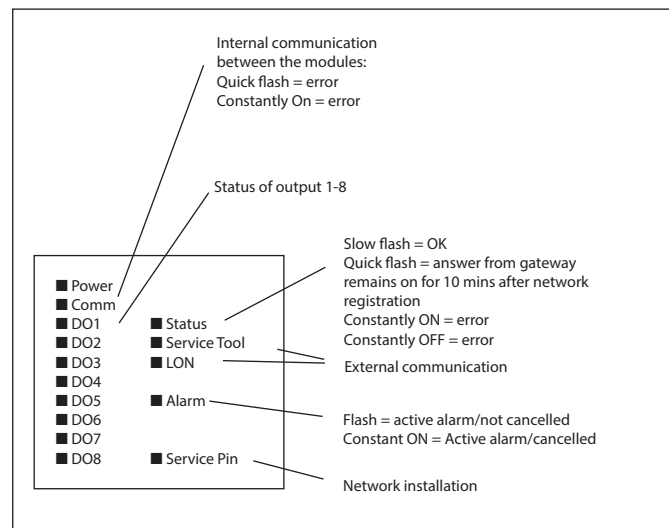 Internal communication
between the modules:
Quick flash = error
Constantly On = error
Status of output 1-8
Slow flash = OK
Quick flash = answer from gateway
remains on for 10 mins after network
registration
Constantly ON = error
Constantly OFF = error
External communication
Flash = active alarm/not cancelled
Constant ON = Active alarm/cancelled
Network installation
Power
Comm
DO1
DO2
DO3
DO4
DO5
DO6
DO7
DO8
Status
Service Tool
LON
Alarm
Service Pin